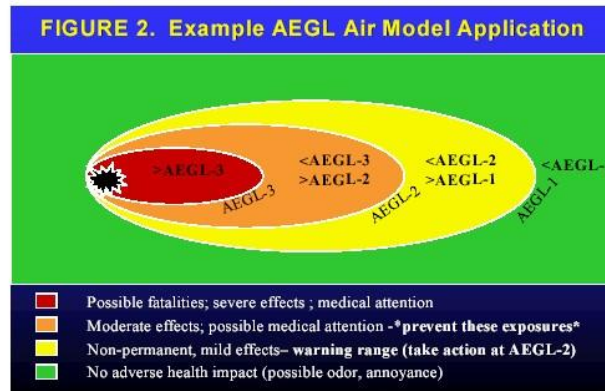 FIGURE 2. Example AEGL Air Model Application
>AEGL-3
<AEGL-3
>AEGL-2
<AEGL-2
>AEGL-1
<AEGL-
AEGL-3
AEGL-2
AEGL-1
Possible fatalities; severe effects ; medical attention
Moderate effects; possible medical attention -*prevent these exposures*
Non-permanent, mild effects– warning range (take action at AEGL-2)
No adverse health impact (possible odor, annoyance)